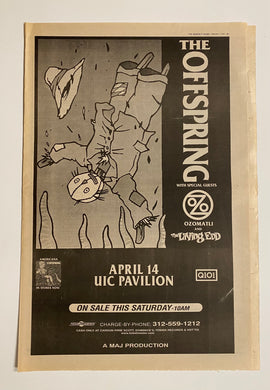 THE OFFSPRING
WITH SPECIAL GUESTS
OZOMATLI
AND
The Living End
AMERICANA
OFFSPRING
IN STORES NOW
APRIL 14
UIC PAVILION
Q101
ON SALE THIS SATURDAY-10AM
CHARGE-BY-PHONE: 312-559-1212
A MAJ PRODUCTION